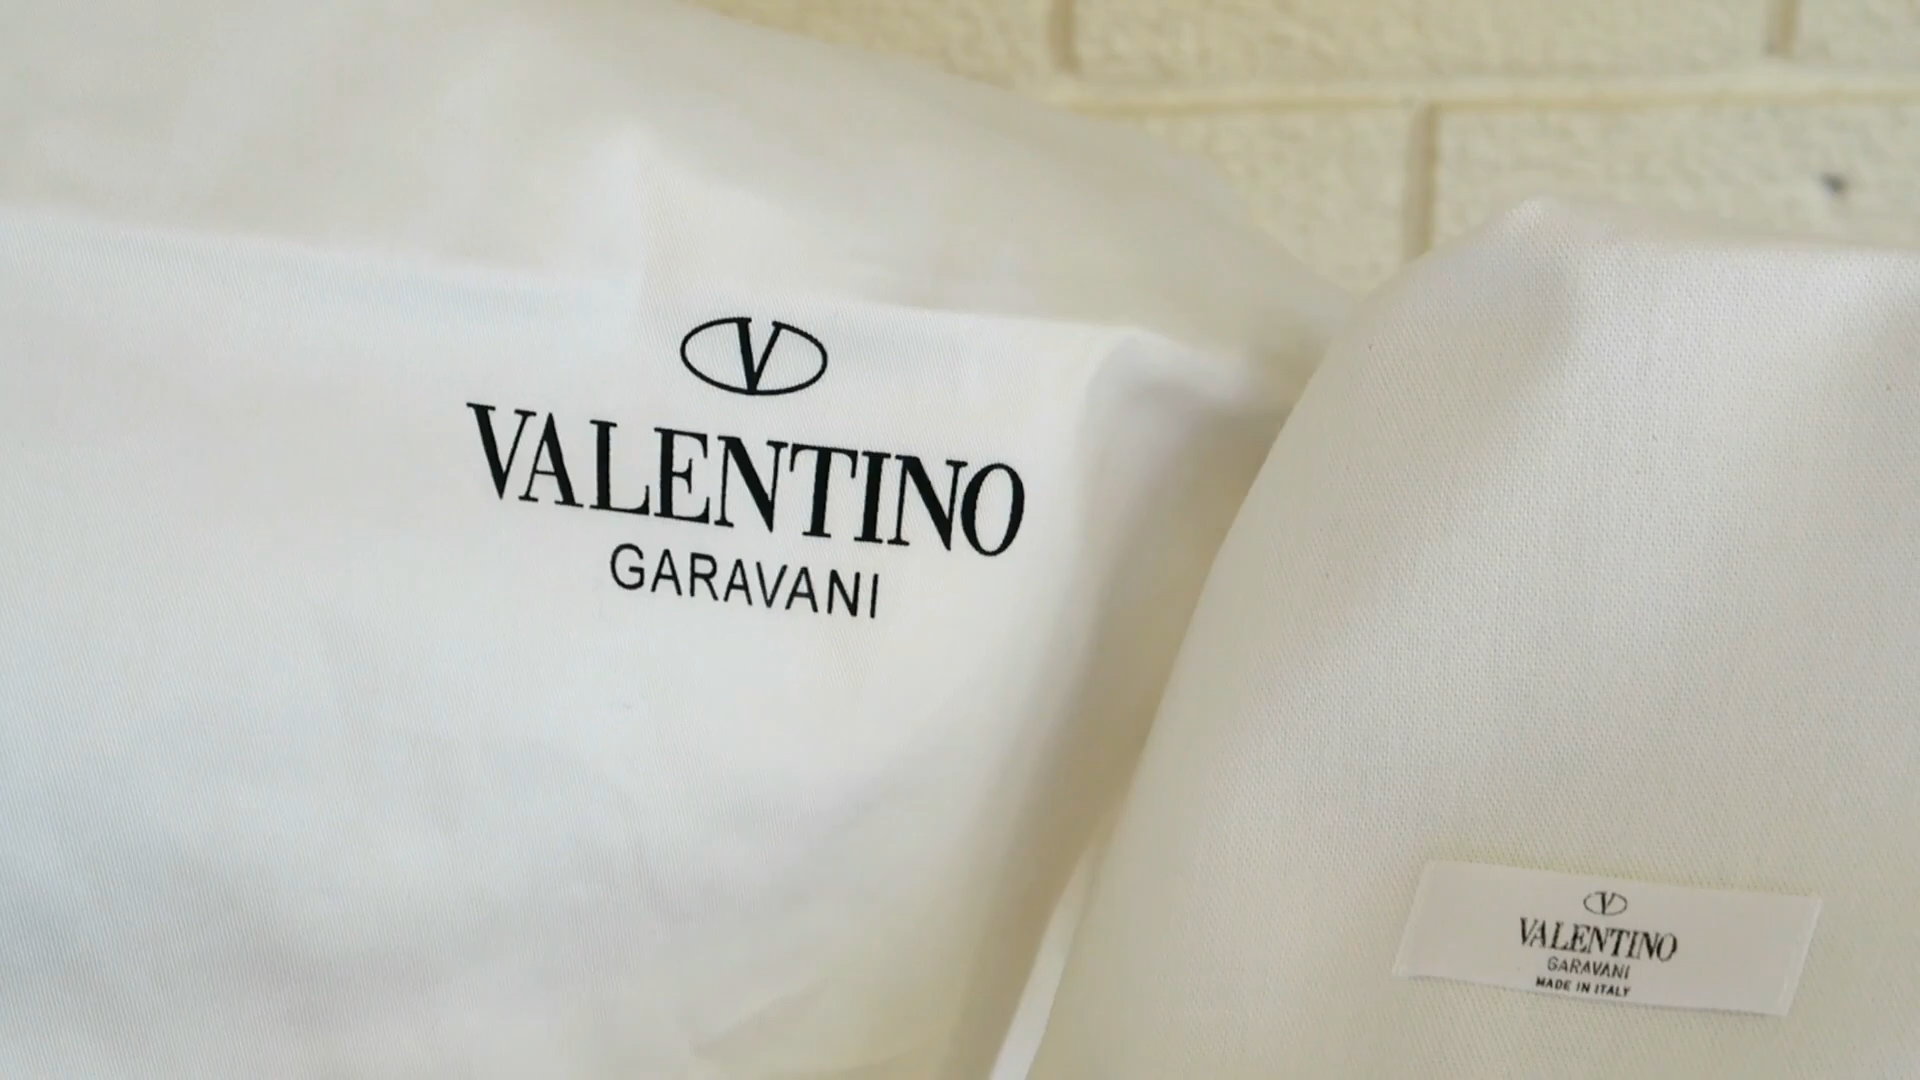 V
VALENTINO
GARAVANI
V
VALENTINO
GARAVANI
MADE IN ITALY